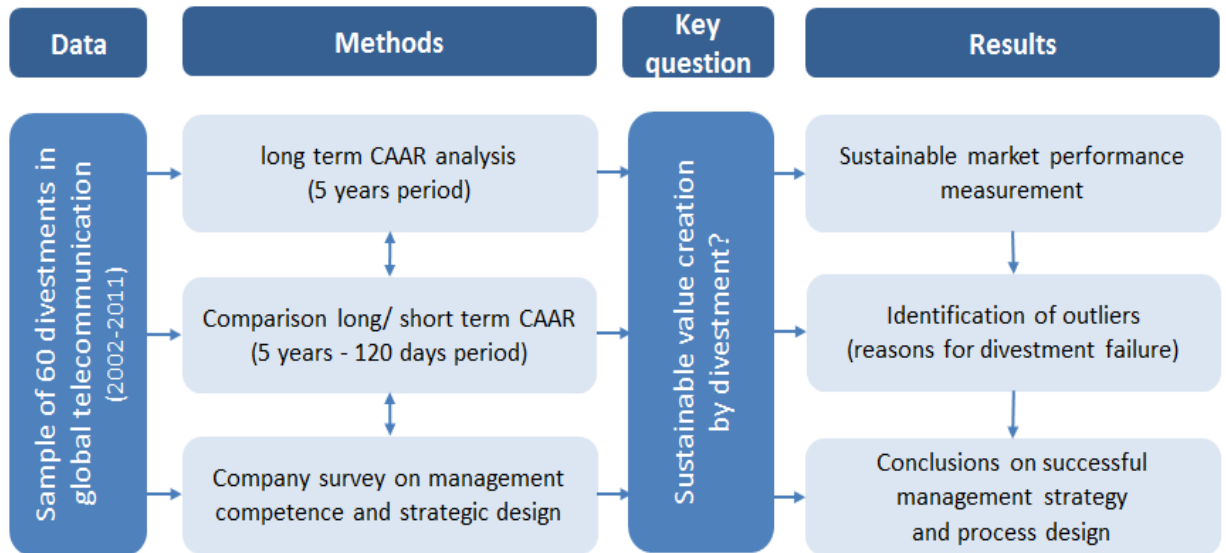 Data
Methods
Key
question
Results
Sample of 60 divestments in
global telecommunication
(2002-2011)
long term CAAR analysis
(5 years period)
Comparison long/ short term CAAR
(5 years - 120 days period)
Company survey on management
competence and strategic design
Sustainable value creation
by divestment?
Sustainable market performance
measurement
Identification of outliers
(reasons for divestment failure)
Conclusions on successful
management strategy
and process design